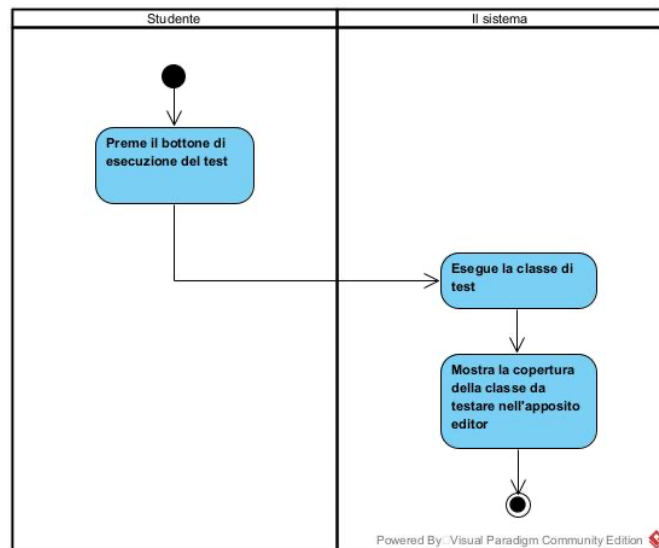 Studente
Il sistema
Preme il bottone di
esecuzione del test
Esegue la classe di
test
Mostra la copertura
della classe da
testare nell'apposito
editor
Powered By Visual Paradigm Community Edition